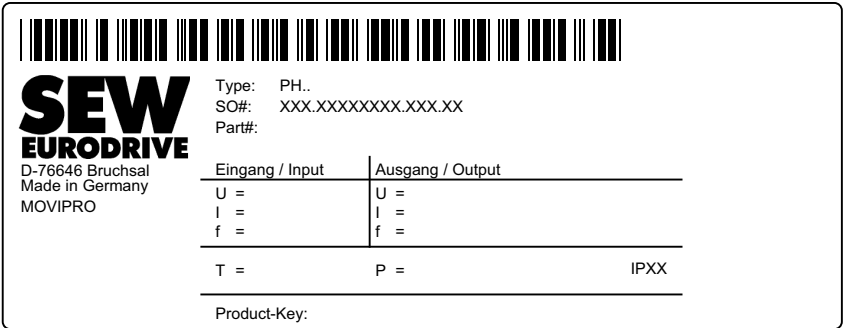 SEW
EURODRIVE
D-76646 Bruchsal
Made in Germany
MOVIPRO
Type: PH..
SO#: XXX.XXXXXXXX.XXX.XX
Part#:
Eingang / Input Ausgang / Output
U = U =
I = I =
f = f =
T = P = IPXX
Product-Key: